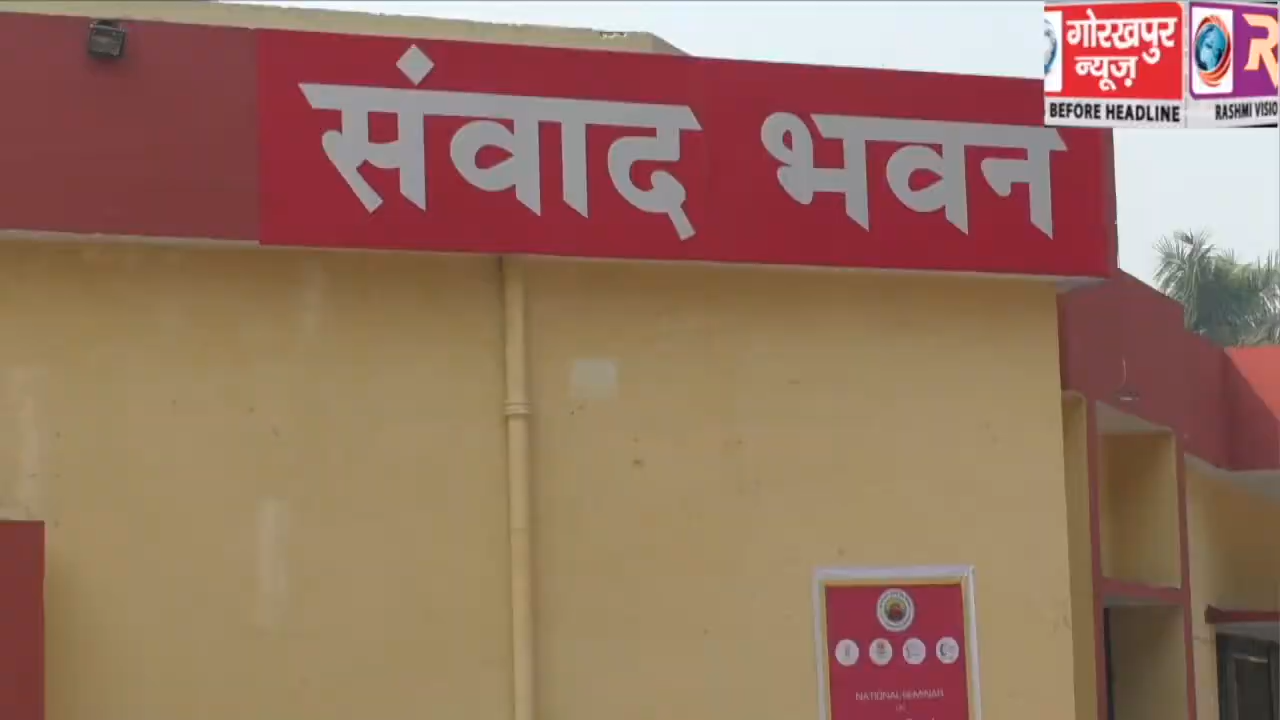 संवाद भवन
गोरखपुर
न्यूज़
BEFORE HEADLINE
R
RASHMI VISIO
NATIONAL SEMINAR